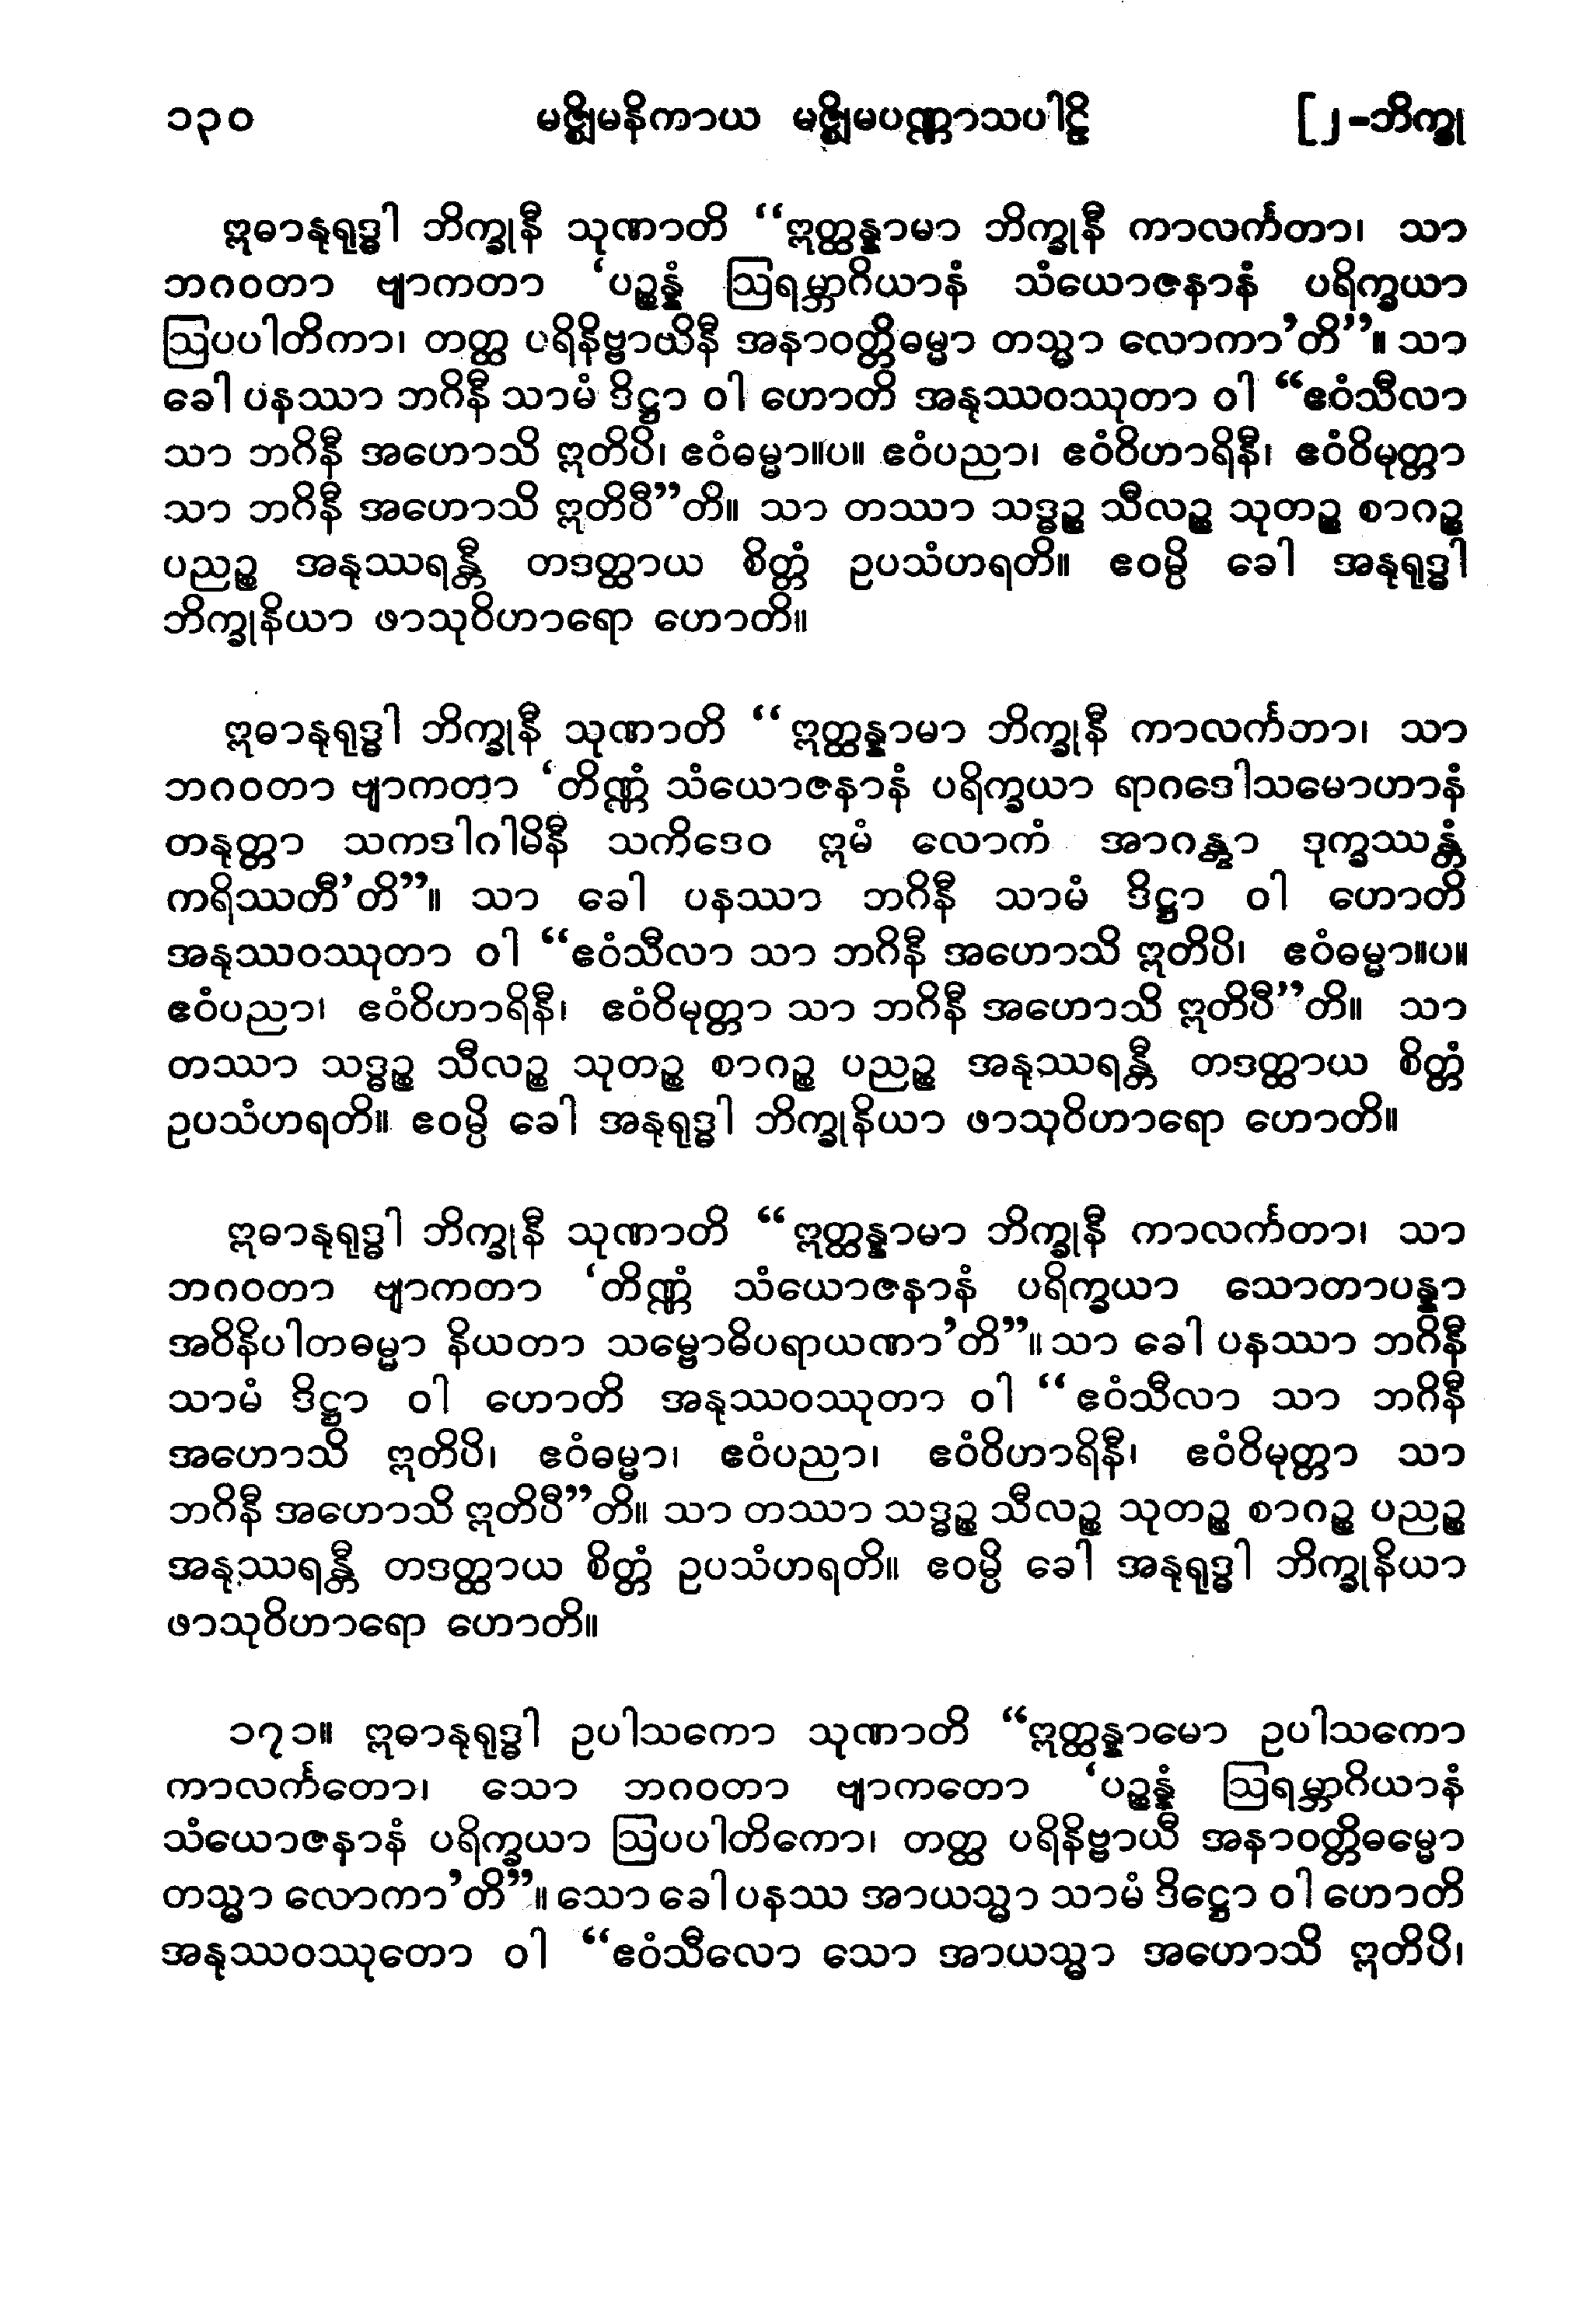 ၁၃၀ မဇ္ဈိမနိကာယ မဇ္ဈိမပဏ္ဏာသပါဠိ [၂-ဘိက္ခု
ဣဓာနုရုဒ္ဓါ ဘိက္ခုနီ သုဏာတိ “ဣတ္ထန္နာမာ ဘိက္ခုနီ ကာလင်္ကတာ၊ သာ
ဘဂဝတာ ဗျာကတာ ‘ပဉ္စန္နံ ဩရမ္ဘာဂိယာနံ သံယောဇနာနံ ပရိက္ခယာ
ဩပပါတိကာ၊ တတ္ထ ပရိနိဗ္ဗာယိနီ အနာဝတ္တိဓမ္မာ တသ္မာ လောကာ’တိ”။ သာ
ခေါ ပနဿာ ဘဂိနီ သာမံ ဒိဋ္ဌာ ဝါ ဟောတိ အနုဿဝဿုတာ ဝါ “ဧဝံသီလာ
သာ ဘဂိနီ အဟောသိ ဣတိပိ၊ ဧဝံဓမ္မာ။ပ။ ဧဝံပညာ၊ ဧဝံဝိဟာရိနီ၊ ဧဝံဝိမုတ္တာ
သာ ဘဂိနီ အဟောသိ ဣတိပီ”တိ။ သာ တဿာ သဒ္ဓဉ္စ သီလဉ္စ သုတဉ္စ စာဂဉ္စ
ပညဉ္စ အနုဿရန္တီ တဒတ္ထာယ စိတ္တံ ဥပသံဟရတိ။ ဧဝမ္ပိ ခေါ အနုရုဒ္ဓါ
ဘိက္ခုနိယာ ဖာသုဝိဟာရော ဟောတိ။
ဣဓာနုရုဒ္ဓါ ဘိက္ခုနီ သုဏာတိ “ဣတ္ထန္နာမာ ဘိက္ခုနီ ကာလင်္ကတာ၊ သာ
ဘဂဝတာ ဗျာကတာ ‘တိဏ္ဏံ သံယောဇနာနံ ပရိက္ခယာ ရာဂဒေါသမောဟာနံ
တနုတ္တာ သကဒါဂါမိနီ သကိဒေဝ ဣမံ လောကံ အာဂန္တွာ ဒုက္ခဿန္တံ
ကရိဿတီ’တိ”။ သာ ခေါ ပနဿာ ဘဂိနီ သာမံ ဒိဋ္ဌာ ဝါ ဟောတိ
အနုဿဝဿုတာ ဝါ “ဧဝံသီလာ သာ ဘဂိနီ အဟောသိ ဣတိပိ၊ ဧဝံဓမ္မာ။ပ။
ဧဝံပညာ၊ ဧဝံဝိဟာရိနီ၊ ဧဝံဝိမုတ္တာ သာ ဘဂိနီ အဟောသိ ဣတိပီ”တိ။ သာ
တဿာ သဒ္ဓဉ္စ သီလဉ္စ သုတဉ္စ စာဂဉ္စ ပညဉ္စ အနုဿရန္တီ တဒတ္ထာယ စိတ္တံ
ဥပသံဟရတိ။ ဧဝမ္ပိ ခေါ အနုရုဒ္ဓါ ဘိက္ခုနိယာ ဖာသုဝိဟာရော ဟောတိ။
ဣဓာနုရုဒ္ဓါ ဘိက္ခုနီ သုဏာတိ “ဣတ္ထန္နာမာ ဘိက္ခုနီ ကာလင်္ကတာ၊ သာ
ဘဂဝတာ ဗျာကတာ ‘တိဏ္ဏံ သံယောဇနာနံ ပရိက္ခယာ သောတာပန္နာ
အဝိနိပါတဓမ္မာ နိယတာ သမ္ဗောဓိပရာယဏာ’တိ”။ သာ ခေါ ပနဿာ ဘဂိနီ
သာမံ ဒိဋ္ဌာ ဝါ ဟောတိ အနုဿဝဿုတာ ဝါ “ဧဝံသီလာ သာ ဘဂိနီ
အဟောသိ ဣတိပိ၊ ဧဝံဓမ္မာ၊ ဧဝံပညာ၊ ဧဝံဝိဟာရိနီ၊ ဧဝံဝိမုတ္တာ သာ
ဘဂိနီ အဟောသိ ဣတိပီ”တိ။ သာ တဿာ သဒ္ဓဉ္စ သီလဉ္စ သုတဉ္စ စာဂဉ္စ ပညဉ္စ
အနုဿရန္တီ တဒတ္ထာယ စိတ္တံ ဥပသံဟရတိ။ ဧဝမ္ပိ ခေါ အနုရုဒ္ဓါ ဘိက္ခုနိယာ
ဖာသုဝိဟာရော ဟောတိ။
၁၇၁။ ဣဓာနုရုဒ္ဓါ ဥပါသကော သုဏာတိ “ဣတ္ထန္နာမော ဥပါသကော
ကာလင်္ကတော၊ သော ဘဂဝတာ ဗျာကတော ‘ပဉ္စန္နံ ဩရမ္ဘာဂိယာနံ
သံယောဇနာနံ ပရိက္ခယာ ဩပပါတိကော၊ တတ္ထ ပရိနိဗ္ဗာယီ အနာဝတ္တိဓမ္မော
တသ္မာ လောကာ’တိ”။ သော ခေါ ပနဿ အာယသ္မာ သာမံ ဒိဋ္ဌော ဝါ ဟောတိ
အနုဿဝဿုတော ဝါ “ဧဝံသီလော သော အာယသ္မာ အဟောသိ ဣတိပိ၊